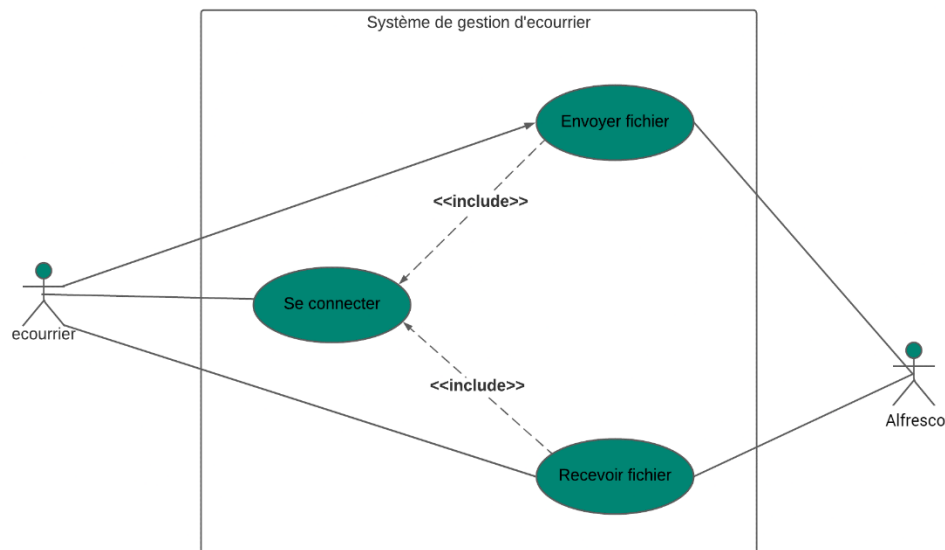 Système de gestion d'ecourrier
Envoyer fichier
<<include>>
Se connecter
ecourrier
<<include>>
Alfresco
Recevoir fichier